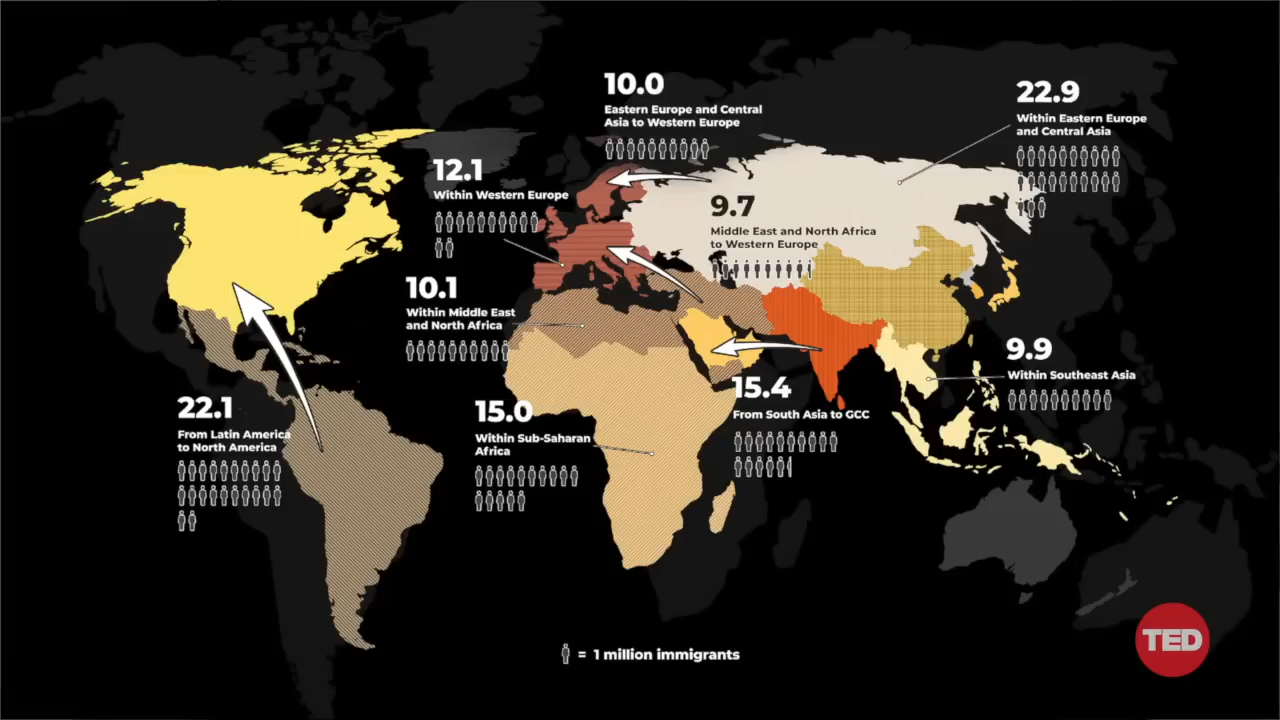 10.0
Eastern Europe and Central
Asia to Western Europe
22.9
Within Eastern Europe
and Central Asia
12.1
Within Western Europe
9.7
Middle East and North Africa
to Western Europe
10.1
Within Middle East
and North Africa
9.9
Within Southeast Asia
15.4
From South Asia to GCC
22.1
From Latin America
to North America
15.0
Within Sub-Saharan
Africa
= 1 million immigrants
TED